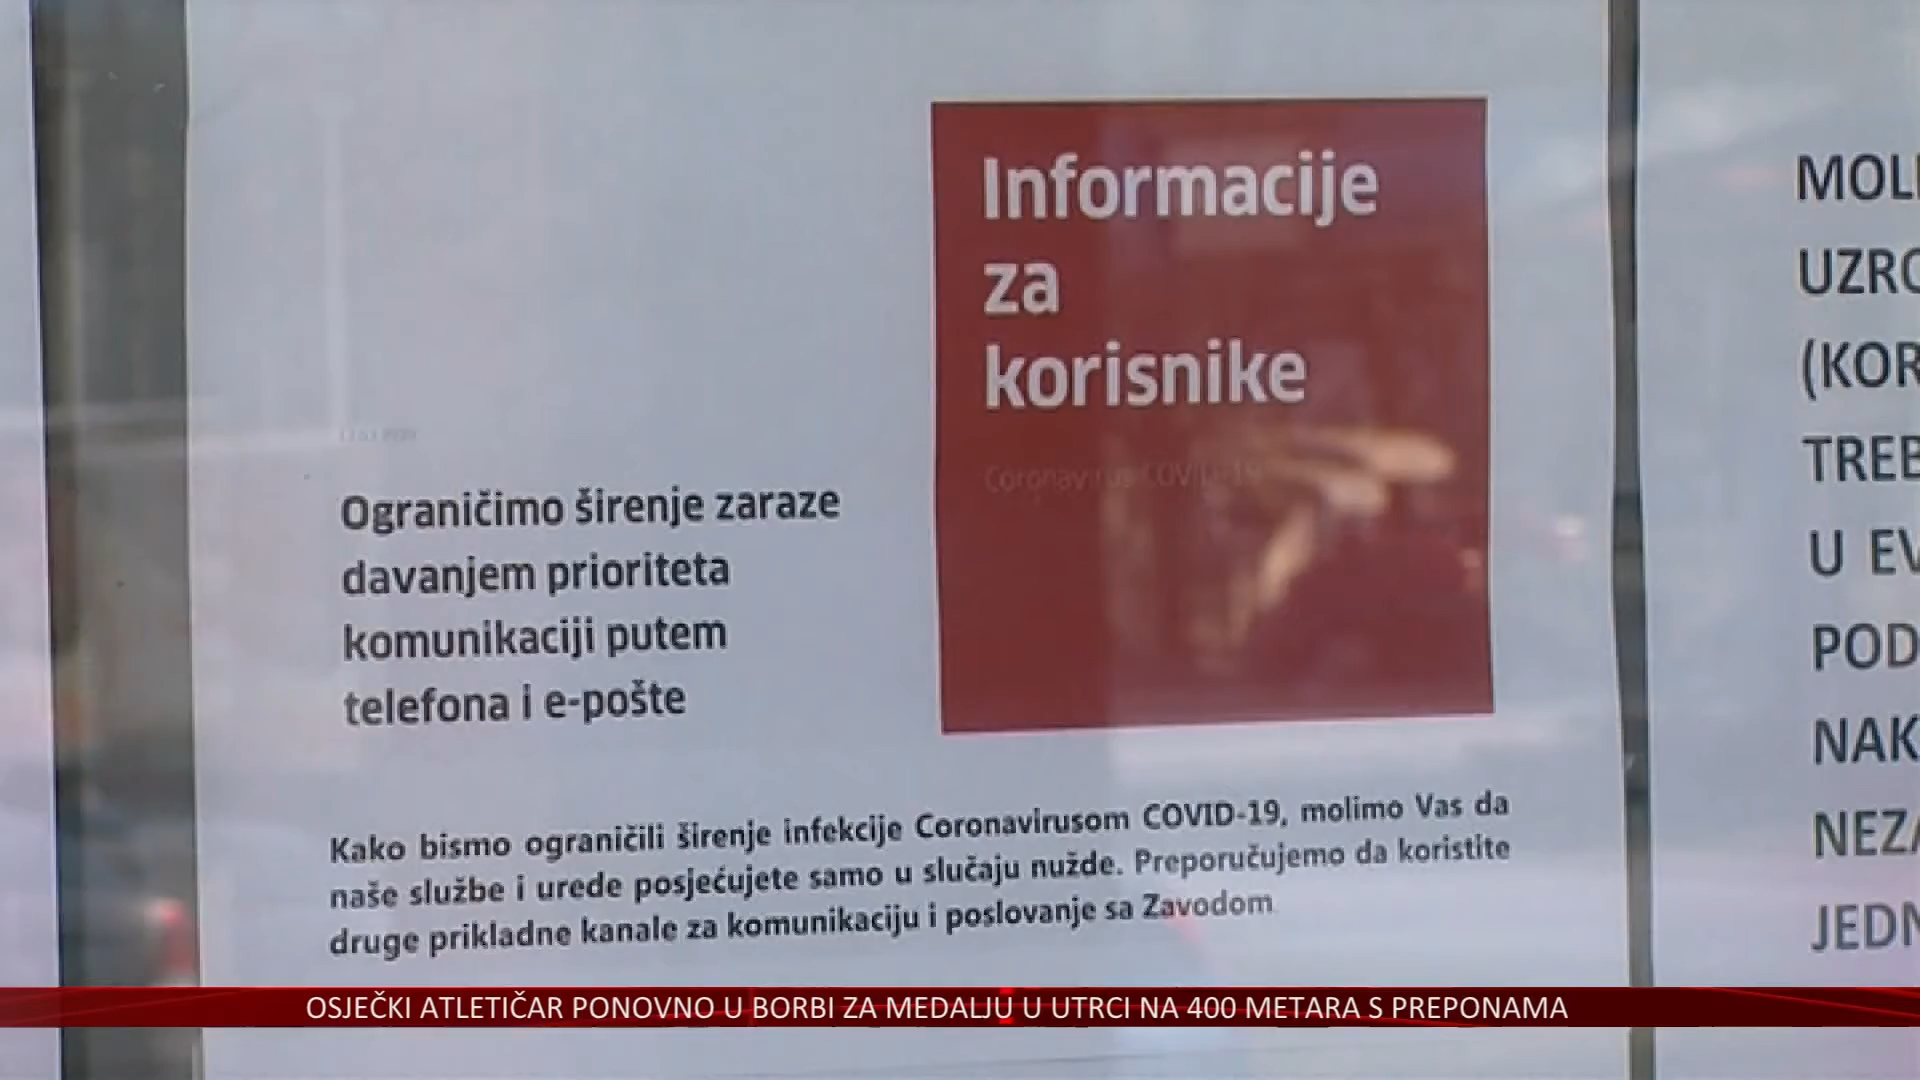 Informacije
za
korisnike
Coronavirus COVID-19
Ograničimo širenje zaraze
davanjem prioriteta
komunikaciji putem
telefona i e-pošte
Kako bismo ograničili širenje infekcije Coronavirusom COVID-19, molimo Vas da
naše službe i urede posjećujete samo u slučaju nužde. Preporučujemo da koristite
druge prikladne kanale za komunikaciju i poslovanje sa Zavodom
MOL
UZRO
(KOR
TREB
U EV
POD
NAK
NEZA
JEDN
OSJEČKI ATLETIČAR PONOVNO U BORBI ZA MEDALJU U UTRCI NA 400 METARA S PREPONAMA